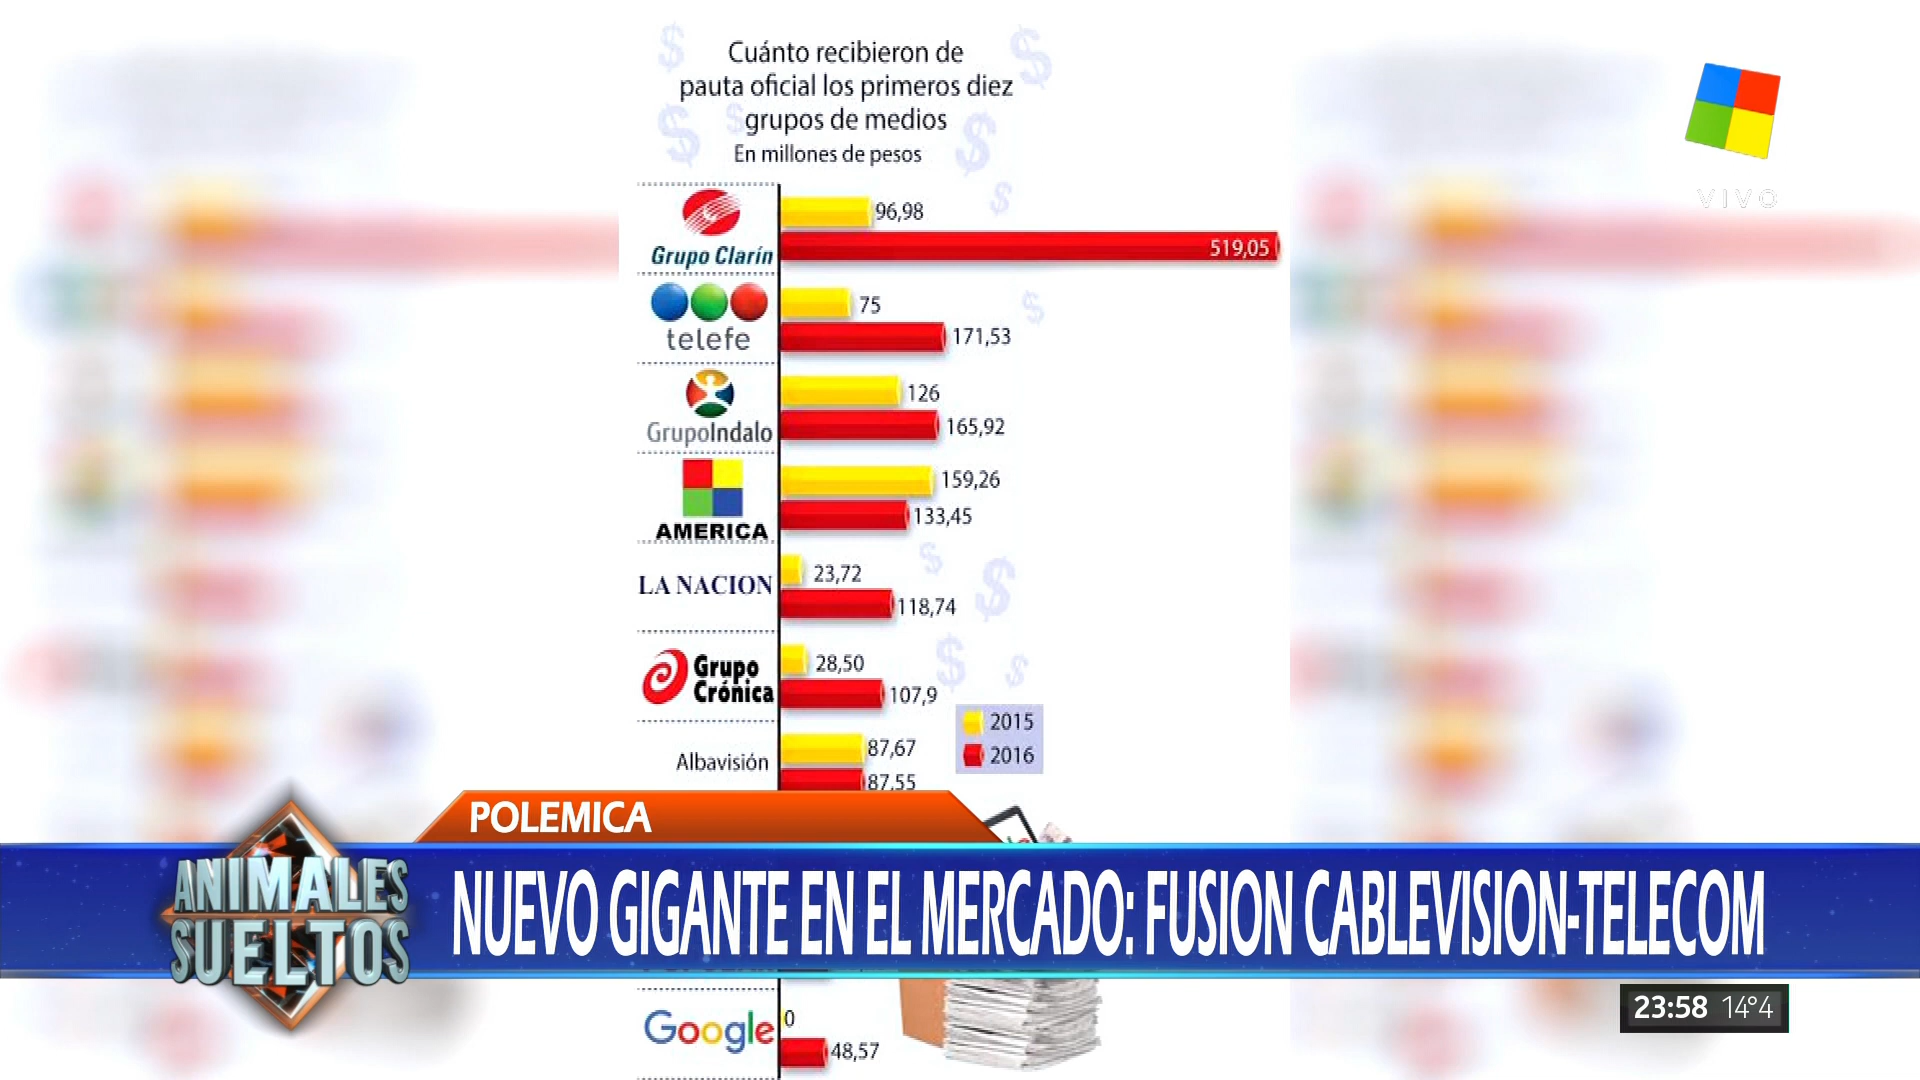 Cuánto recibieron de
pauta oficial los primeros diez
grupos de medios
En millones de pesos
VIVO
Grupo Clarín
96,98
519,05
telefe
75
171,53
GrupoIndalo
126
165,92
AMERICA
159,26
133,45
LA NACION
23,72
118,74
Grupo
Crónica
28,50
107,9
2015
2016
Albavisión
87,67
87,55
POLEMICA
ANIMALES
SUELTOS
NUEVO GIGANTE EN EL MERCADO: FUSION CABLEVISION-TELECOM
Google
0
48,57
23:58 14°4